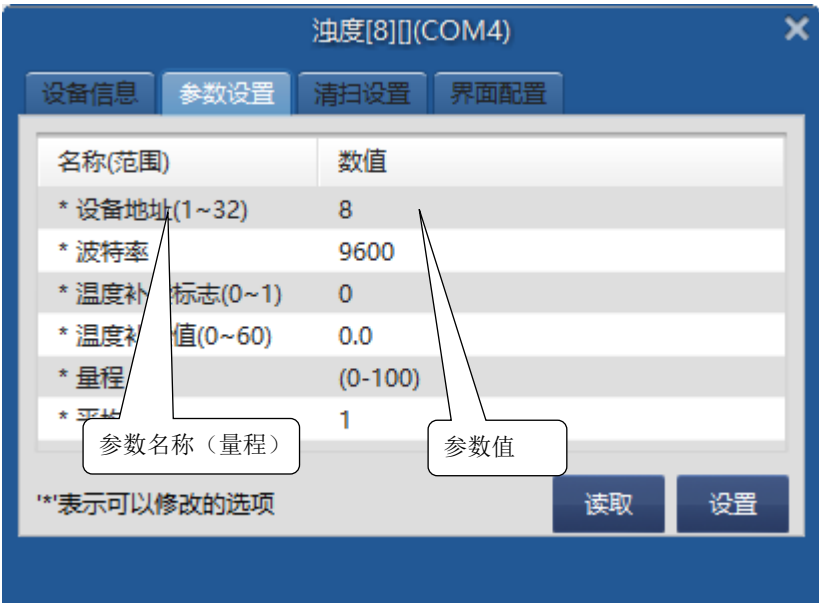 浊度[8][](COM4)
设备信息 参数设置 清扫设置 界面配置
名称(范围) 数值
* 设备地址(1~32) 8
* 波特率 9600
* 温度补 标志(0~1) 0
* 温度补 值(0~60) 0.0
* 量程 (0-100)
* 平均 1
参数名称（量程） 参数值
'*'表示可以修改的选项 读取 设置